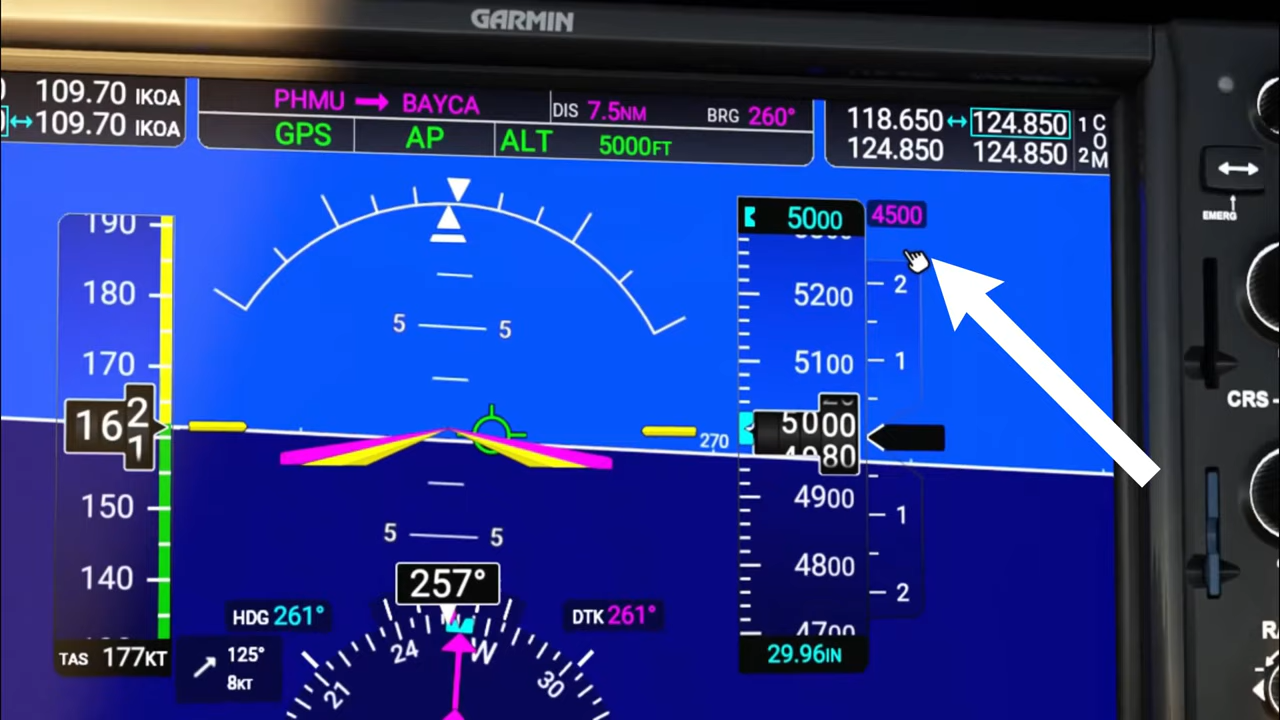 GARMIN
109.70 IKOA
↔109.70 IKOA
PHMU → BAYCA DIS 7.5NM BRG 260°
GPS AP ALT 5000FT
118.650 ↔ 124.850 1 C
O
124.850 124.850 2 M
EMERG
5000 4500
190
180
170
162
1
150
140
TAS 177KT
5 5
5 5
270
5200
5100
5000
4980
4900
4800
4700
29.96IN
2
1
1
2
CRS
257°
HDG 261° DTK 261°
125°
8KT
21
24
W
30